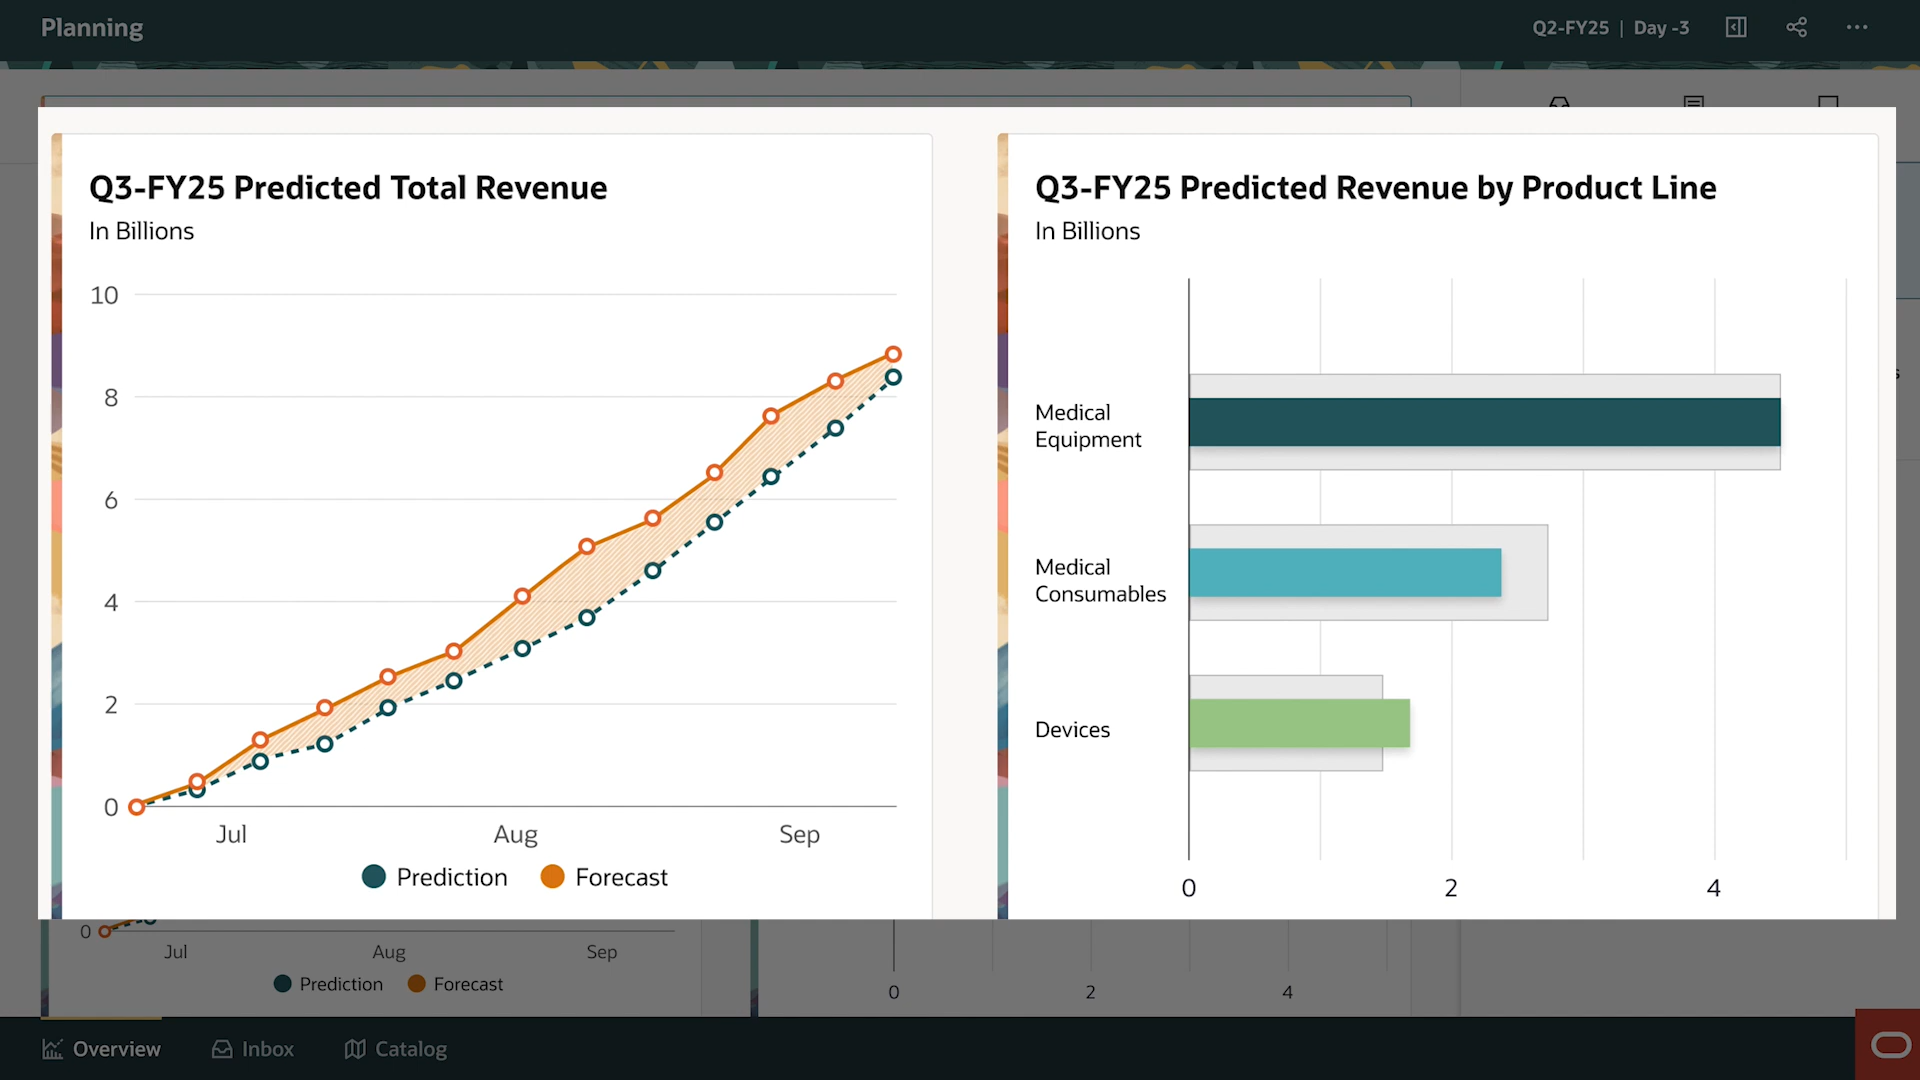 Planning
Q2-FY25 | Day -3
Q3-FY25 Predicted Total Revenue
In Billions
10
8
6
4
2
0
Jul Aug Sep
Prediction Forecast
Q3-FY25 Predicted Revenue by Product Line
In Billions
Medical
Equipment
Medical
Consumables
Devices
0 2 4
0
Jul Aug Sep
Prediction Forecast
0 2 4
Overview Inbox Catalog